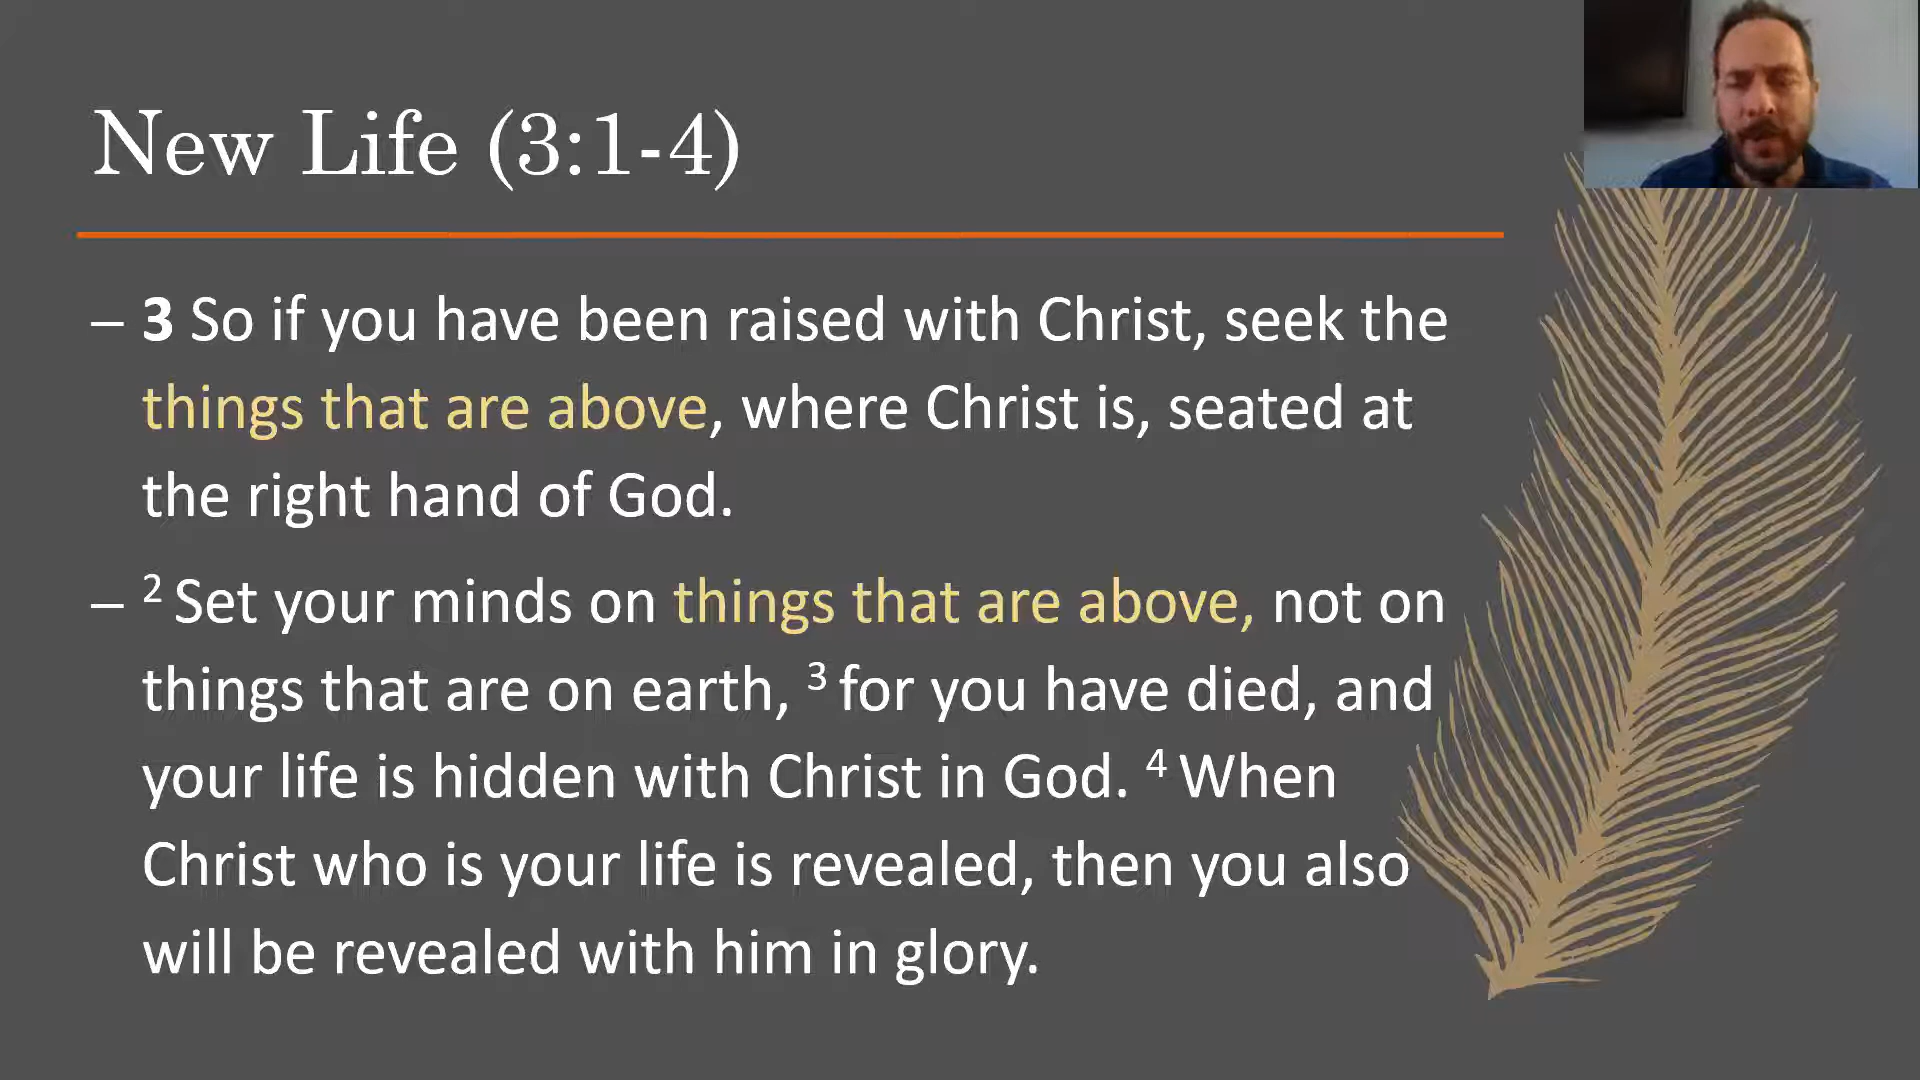 New Life (3:1-4)
– 3 So if you have been raised with Christ, seek the
things that are above, where Christ is, seated at
the right hand of God.
– ² Set your minds on things that are above, not on
things that are on earth, ³ for you have died, and
your life is hidden with Christ in God. ⁴ When
Christ who is your life is revealed, then you also
will be revealed with him in glory.